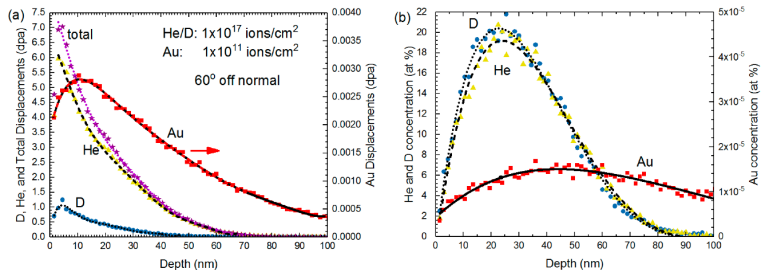 (a)
total
He/D: 1x10¹⁷ ions/cm²
Au: 1x10¹¹ ions/cm²
60° off normal
Au
He
D
D, He, and Total Displacements (dpa)
7.5
7.0
6.5
6.0
5.5
5.0
4.5
4.0
3.5
3.0
2.5
2.0
1.5
1.0
0.5
0.0
0 10 20 30 40 50 60 70 80 90 100
Depth (nm)
0.0040
0.0035
0.0030
0.0025
0.0020
0.0015
0.0010
0.0005
0.0000
Au Displacements (dpa)
(b)
D
He
Au
He and D concentration (at %)
22
20
18
16
14
12
10
8
6
4
2
0
0 10 20 30 40 50 60 70 80 90 100
Depth (nm)
5x10⁻⁵
4x10⁻⁵
3x10⁻⁵
2x10⁻⁵
1x10⁻⁵
0
Au concentration (at %)